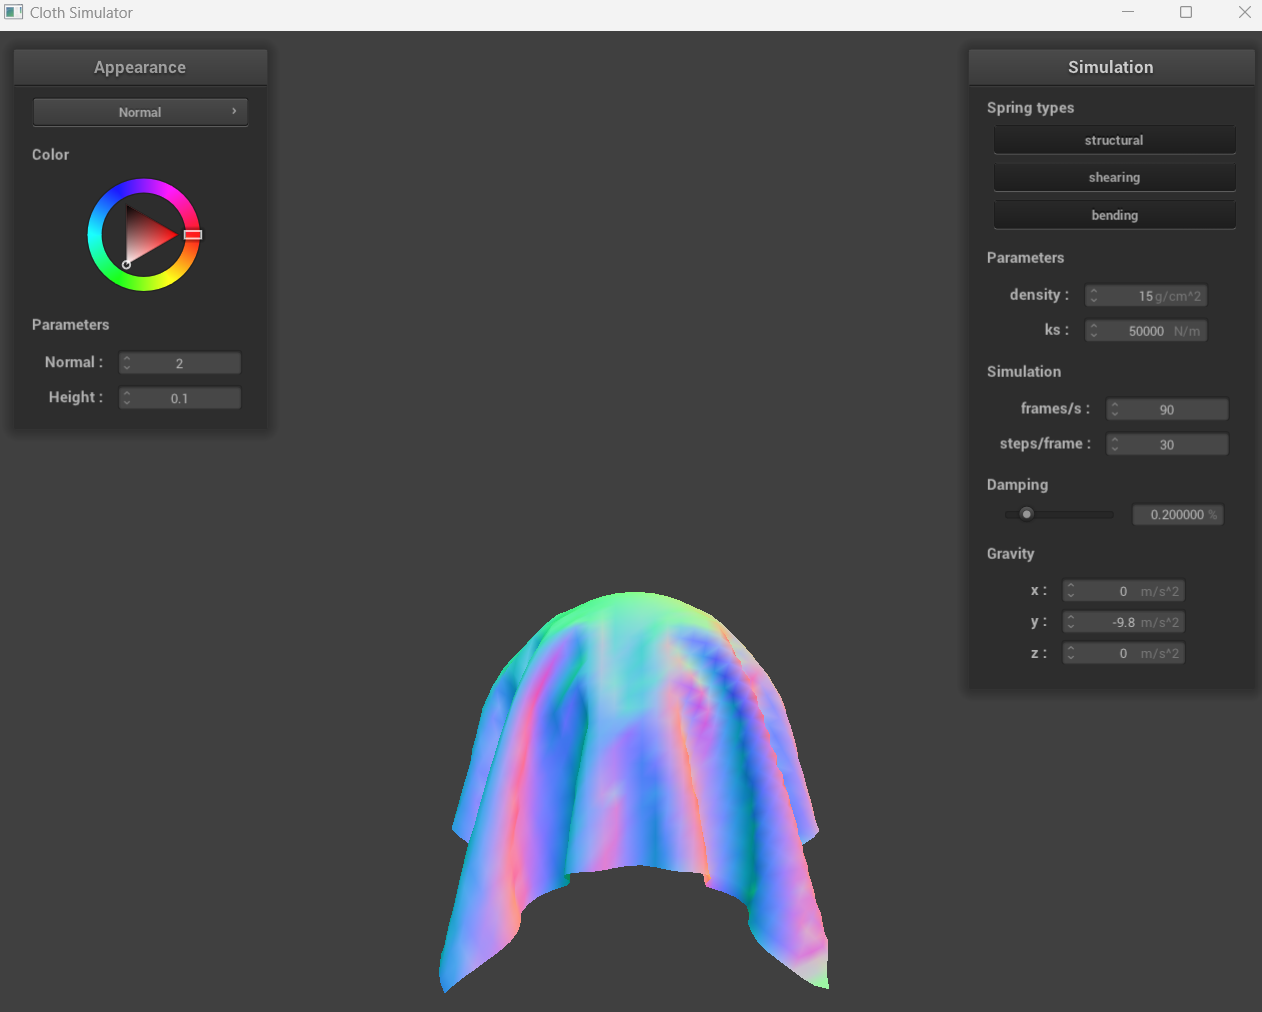 Cloth Simulator
Appearance
Normal
Color
Parameters
Normal : 2
Height : 0.1
Simulation
Spring types
structural
shearing
bending
Parameters
density : 15 g/cm^2
ks : 50000 N/m
Simulation
frames/s : 90
steps/frame : 30
Damping
0.200000 %
Gravity
x : 0 m/s^2
y : -9.8 m/s^2
z : 0 m/s^2